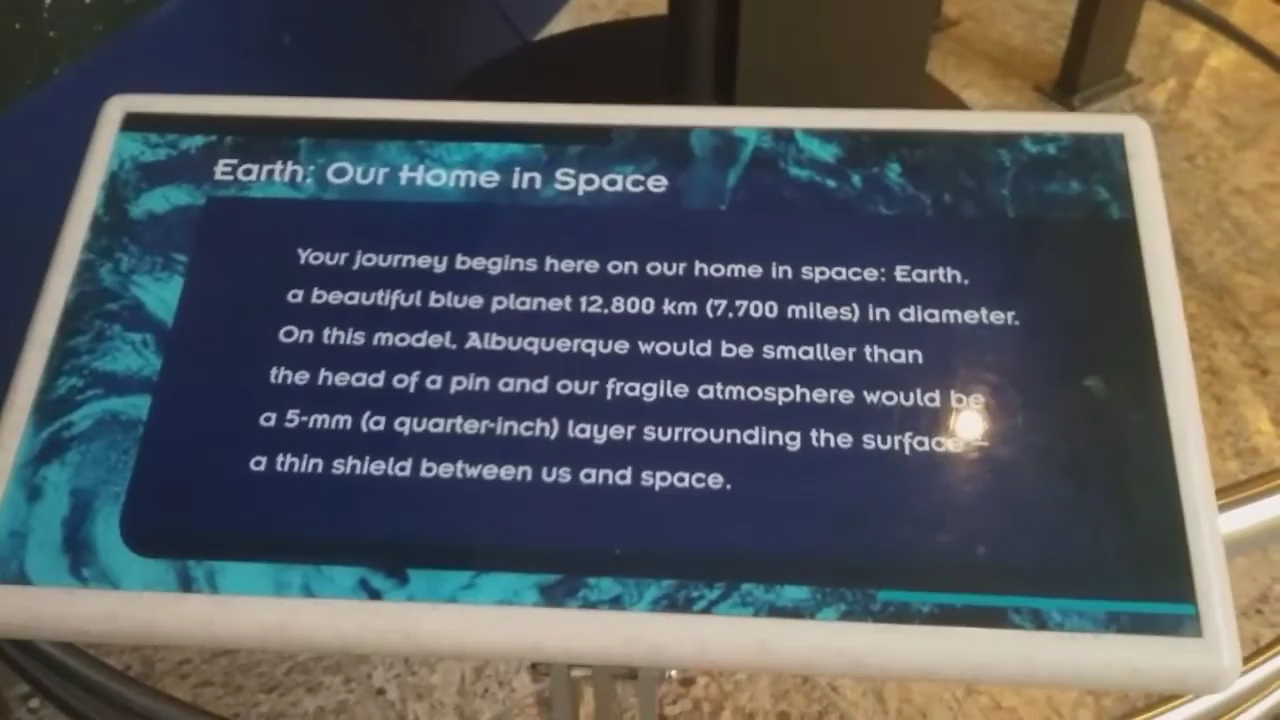 Earth: Our Home in Space
Your journey begins here on our home in space: Earth,
a beautiful blue planet 12,800 km (7,700 miles) in diameter.
On this model, Albuquerque would be smaller than
the head of a pin and our fragile atmosphere would be
a 5-mm (a quarter-inch) layer surrounding the surface –
a thin shield between us and space.